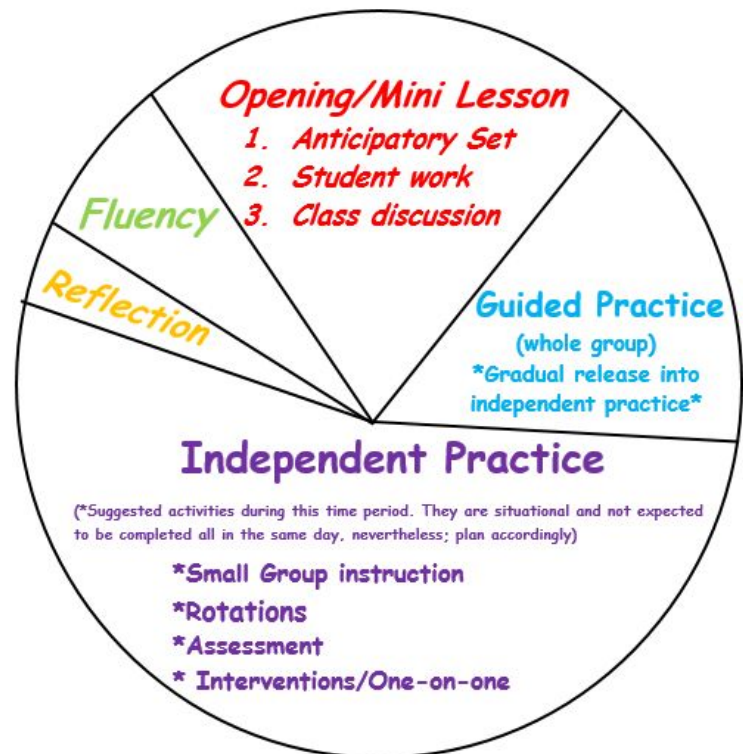 Opening/Mini Lesson
1. Anticipatory Set
2. Student work
3. Class discussion
Fluency
Reflection
Guided Practice
(whole group)
*Gradual release into
independent practice*
Independent Practice
(*Suggested activities during this time period. They are situational and not expected
to be completed all in the same day, nevertheless; plan accordingly)
*Small Group instruction
*Rotations
*Assessment
* Interventions/One-on-one